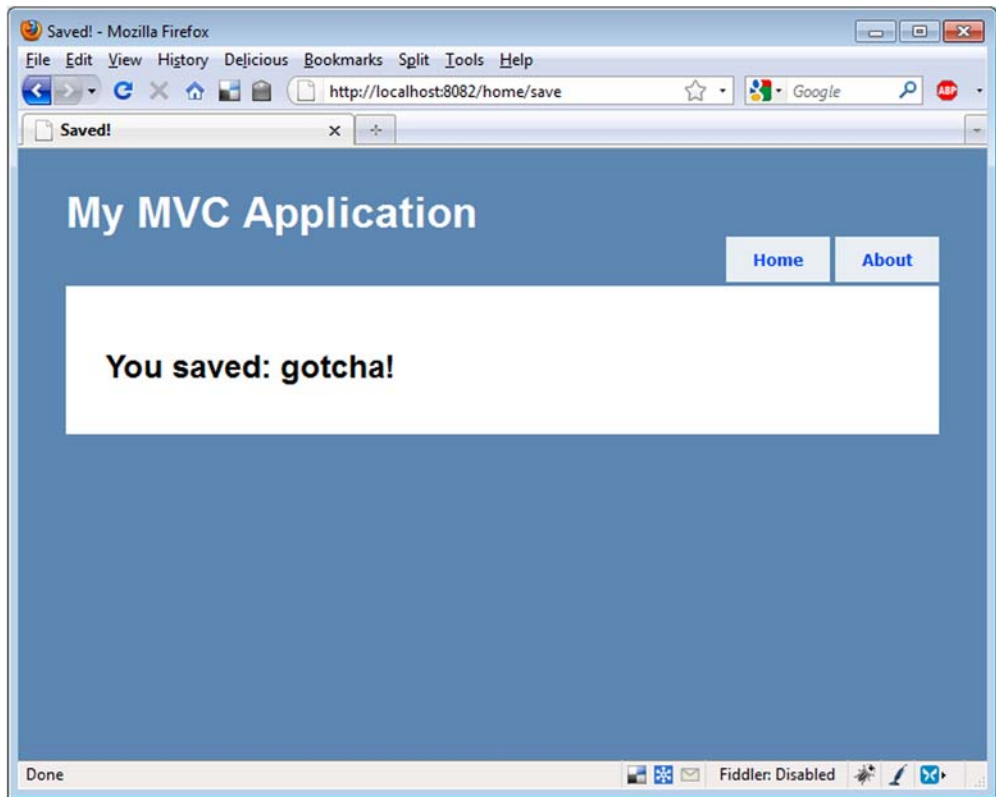 Saved! - Mozilla Firefox
File Edit View History Delicious Bookmarks Split Tools Help
http://localhost:8082/home/save
Google
ABP
Saved!
My MVC Application
Home About
You saved: gotcha!
Done
Fiddler: Disabled